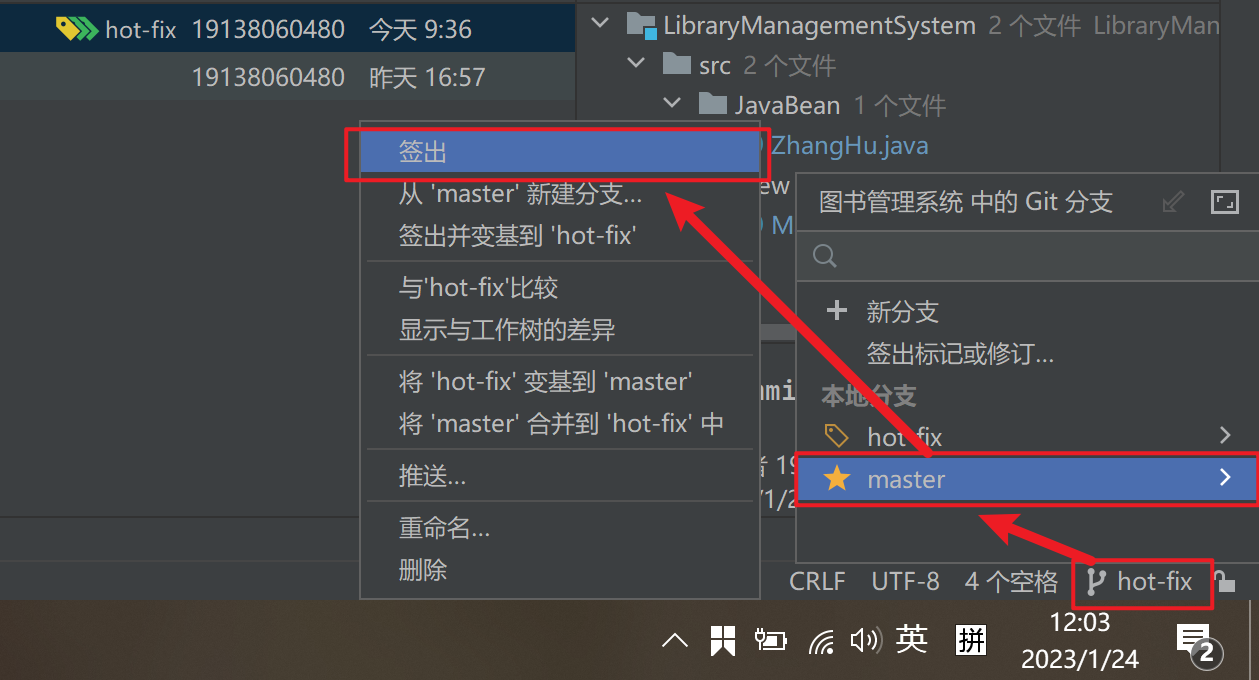 hot-fix 19138060480 今天 9:36
19138060480 昨天 16:57
LibraryManagementSystem 2 个文件 LibraryMan
src 2 个文件
JavaBean 1 个文件
ZhangHu.java
ew
M
签出
从 'master' 新建分支...
签出并变基到 'hot-fix'
与'hot-fix'比较
显示与工作树的差异
将 'hot-fix' 变基到 'master'
将 'master' 合并到 'hot-fix' 中
推送...
重命名...
删除
图书管理系统 中的 Git 分支
新分支
签出标记或修订...
本地分支
hot-fix
master
CRLF UTF-8 4 个空格 hot-fix
英 拼
12:03
2023/1/24
2